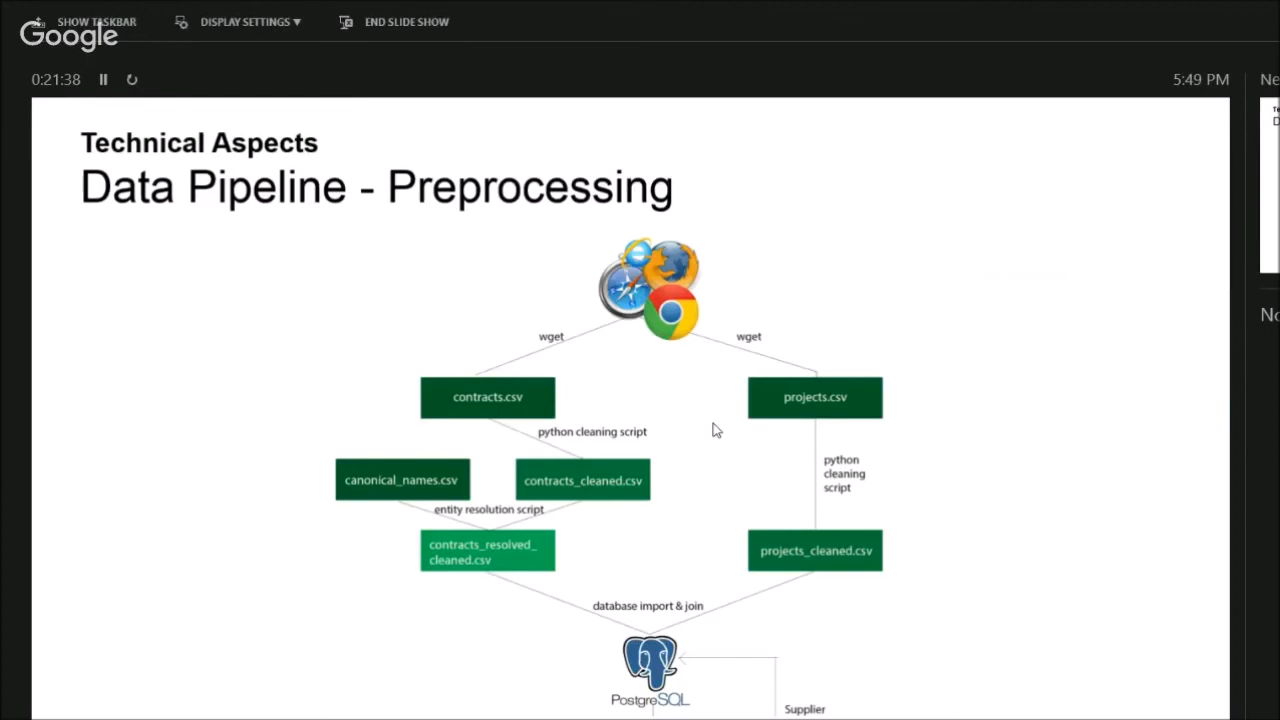 SHOW TASKBAR
DISPLAY SETTINGS ▼
END SLIDE SHOW
Google
0:21:38
5:49 PM
Technical Aspects
Data Pipeline - Preprocessing
wget
wget
contracts.csv
projects.csv
python cleaning script
python
cleaning
script
canonical_names.csv
contracts_cleaned.csv
entity resolution script
contracts_resolved_
cleaned.csv
projects_cleaned.csv
database import & join
PostgreSQL
Supplier